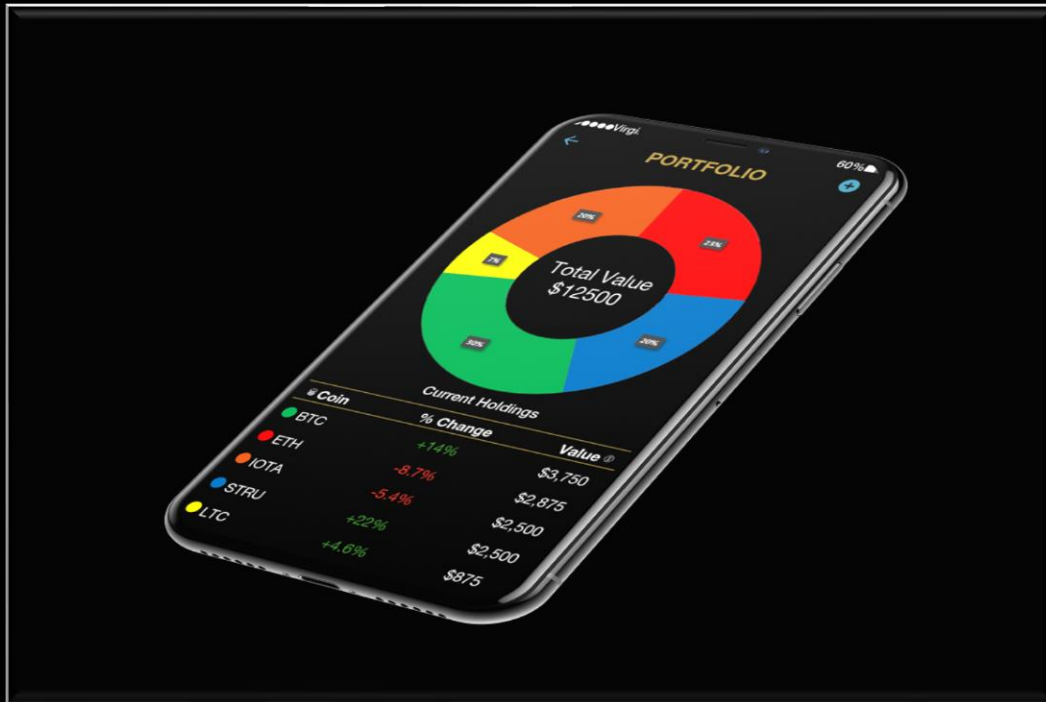 Virgi.
60%
PORTFOLIO
20%
23%
7%
Total Value
$12500
30%
20%
Current Holdings
Coin % Change Value
BTC +14% $3,750
ETH -8.7% $2,875
IOTA -5.4% $2,500
STRU +22% $2,500
LTC +4.6% $875